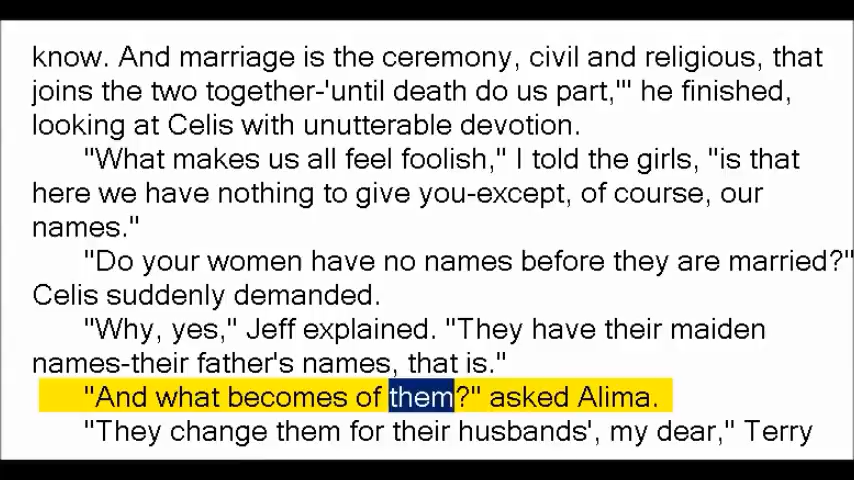 know. And marriage is the ceremony, civil and religious, that
joins the two together-'until death do us part,'" he finished,
looking at Celis with unutterable devotion.
"What makes us all feel foolish," I told the girls, "is that
here we have nothing to give you-except, of course, our
names."
"Do your women have no names before they are married?"
Celis suddenly demanded.
"Why, yes," Jeff explained. "They have their maiden
names-their father's names, that is."
"And what becomes of them?" asked Alima.
"They change them for their husbands', my dear," Terry